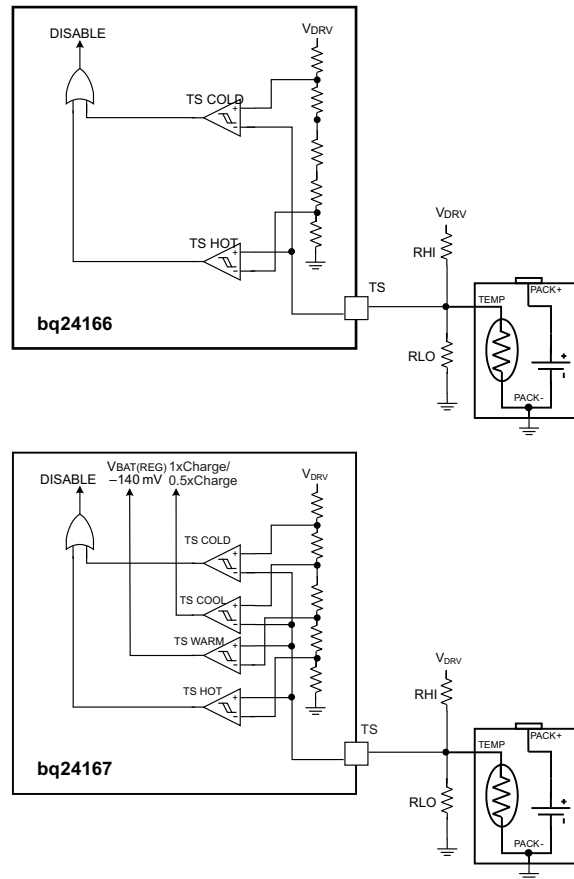 DISABLE
VDRV
TS COLD
TS HOT
TS
bq24166
VDRV
RHI
RLO
TEMP
PACK+
PACK-
+
DISABLE
VBAT(REG)
–140 mV
1xCharge/
0.5xCharge
VDRV
TS COLD
TS COOL
TS WARM
TS HOT
TS
bq24167
VDRV
RHI
RLO
TEMP
PACK+
PACK-
+